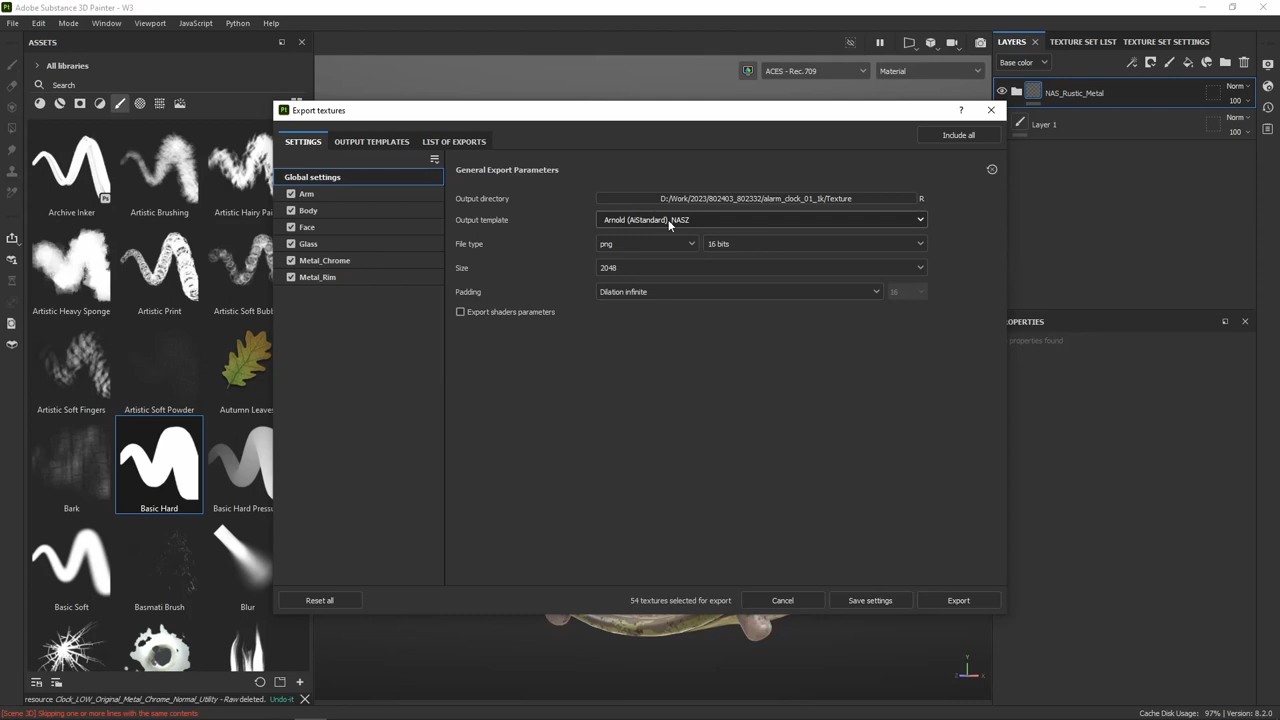 Adobe Substance 3D Painter - W3
File Edit Mode Window Viewport JavaScript Python Help
ASSETS
All libraries
Search
Archive Inker
Artistic Brushing
Artistic Hairy Pain
Artistic Heavy Sponge
Artistic Print
Artistic Soft Bubb
Artistic Soft Fingers
Artistic Soft Powder
Autumn Leaves
Bark
Basic Hard
Basic Hard Pressu
Basic Soft
Basmati Brush
Blur
resource Clock_LOW_Original_Metal_Chrome_Normal_Utility - Raw deleted. Undo-it
[Scene 3D] Skipping one or more lines with the same contents
ACES - Rec.709
Material
Export textures
?
SETTINGS
OUTPUT TEMPLATES
LIST OF EXPORTS
Include all
Global settings
Arm
Body
Face
Glass
Metal_Chrome
Metal_Rim
General Export Parameters
Output directory
D:/Work/2023/802403_802332/alarm_clock_01_1k/Texture
R
Output template
Arnold (AiStandard)_NASZ
File type
png
16 bits
Size
2048
Padding
Dilation infinite
16
Export shaders parameters
Reset all
54 textures selected for export
Cancel
Save settings
Export
LAYERS
TEXTURE SET LIST
TEXTURE SET SETTINGS
Base color
NAS_Rustic_Metal
Norm
100
Layer 1
Norm
100
ROPERTIES
properties found
Y
X
Z
Cache Disk Usage: 97% | Version: 8.2.0